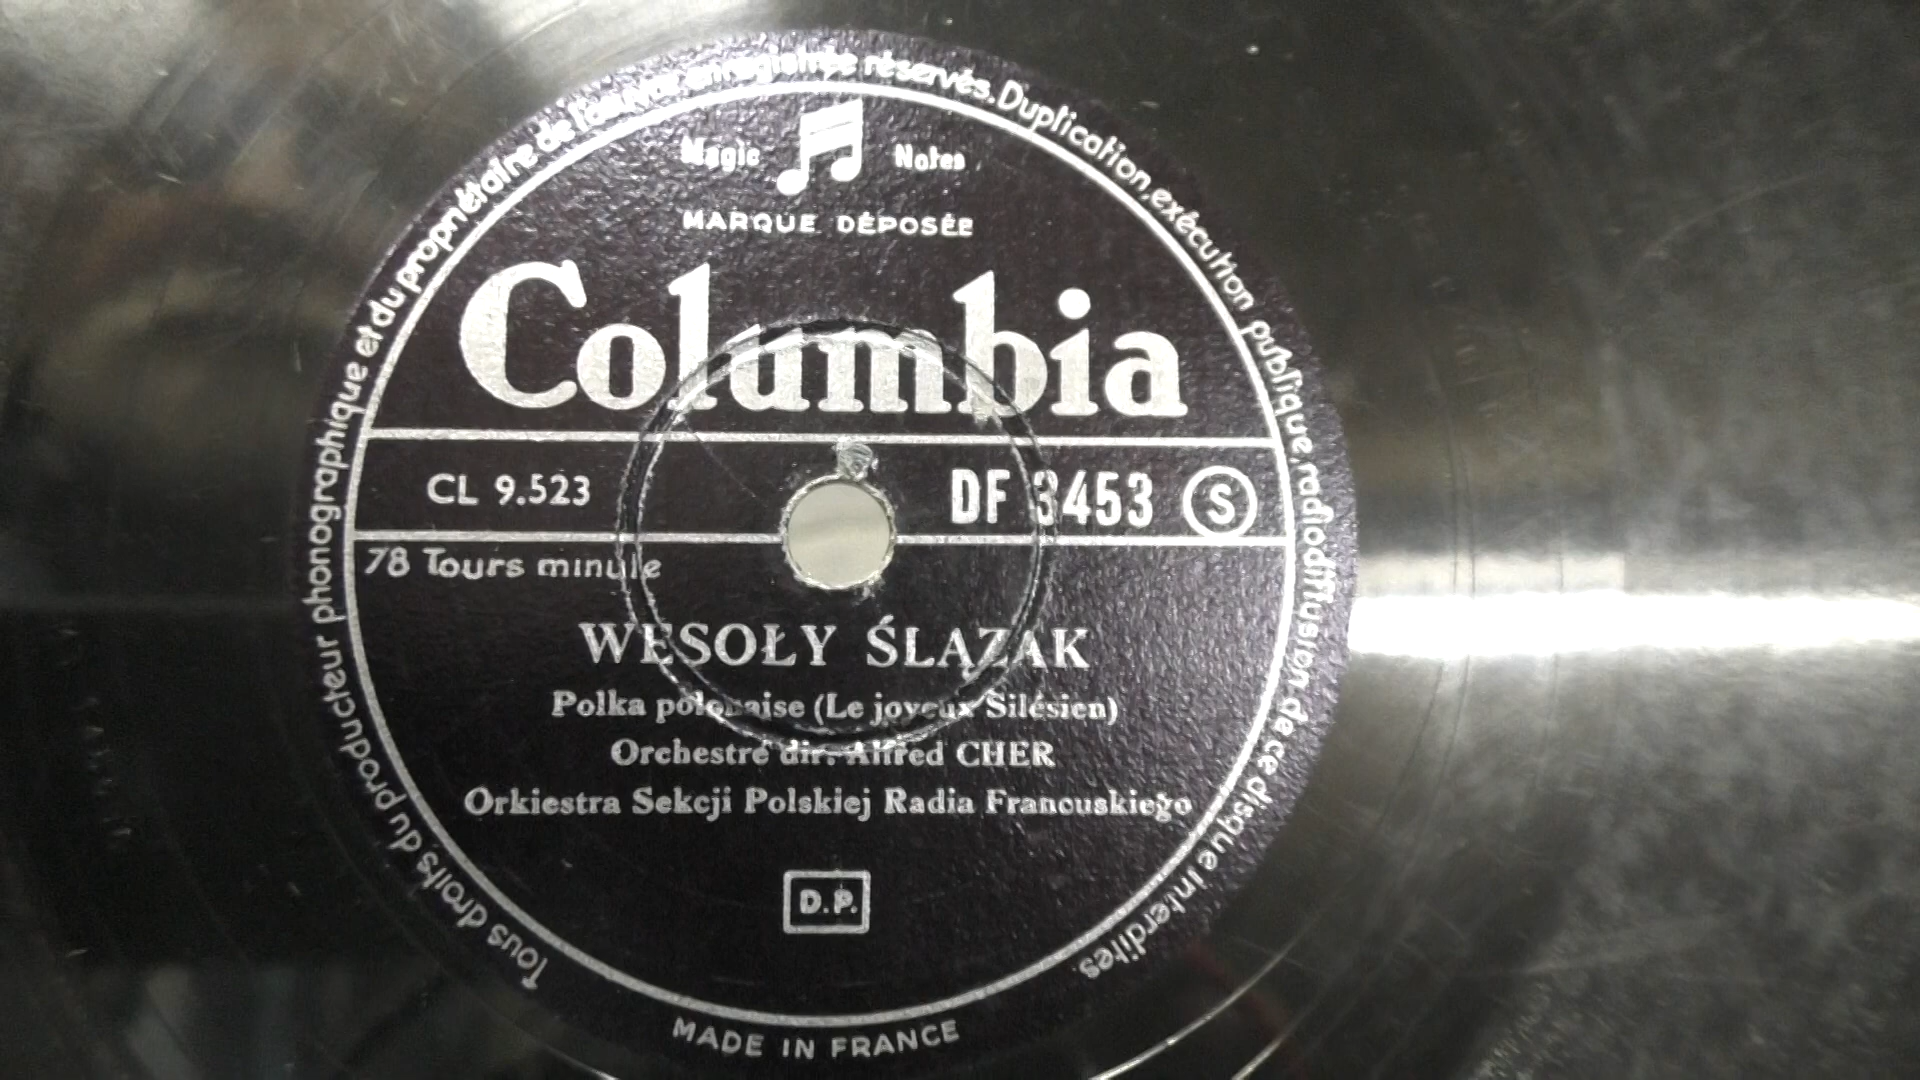 Tous droits du producteur phonographique et du propriétaire de l'œuvre enregistrée réservés. Duplication, exécution publique, radiodiffusion de ce disque interdites.
Magic Notes
MARQUE DÉPOSÉE
Columbia
CL 9.523
DF 3453 S
78 Tours minute
WESOŁY ŚLĄZAK
Polka polonaise (Le joyeux Silésien)
Orchestre dir. Alfred CHER
Orkiestra Sekcji Polskiej Radia Francuskiego
D.P.
MADE IN FRANCE